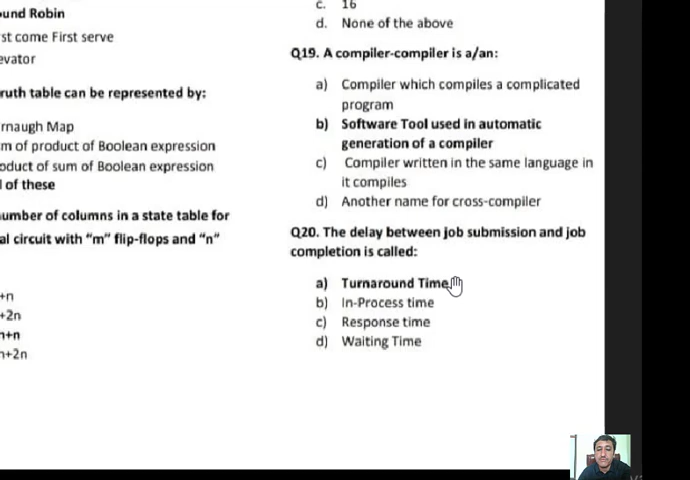 ound Robin
st come First serve
evator
ruth table can be represented by:
rnaugh Map
m of product of Boolean expression
oduct of sum of Boolean expression
l of these
umber of columns in a state table for
al circuit with “m” flip-flops and “n”
+n
+2n
+n
+2n
c. 16
d. None of the above
Q19. A compiler-compiler is a/an:
a) Compiler which compiles a complicated
program
b) Software Tool used in automatic
generation of a compiler
c) Compiler written in the same language in
it compiles
d) Another name for cross-compiler
Q20. The delay between job submission and job
completion is called:
a) Turnaround Time
b) In-Process time
c) Response time
d) Waiting Time